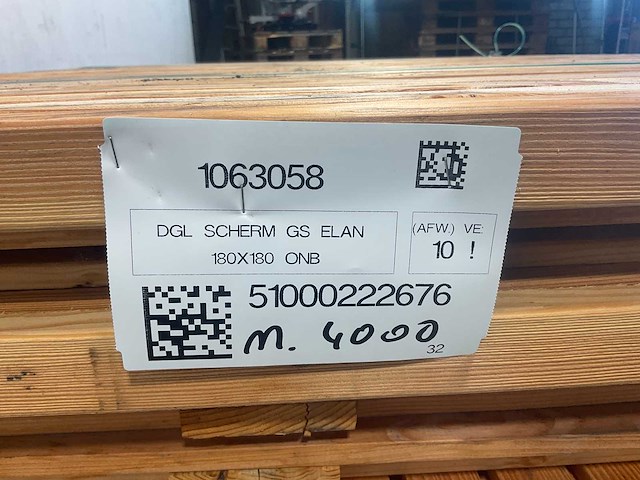 1063058
DGL SCHERM GS ELAN
180X180 ONB
(AFW.) VE:
10 !
51000222676
m. 4000
32